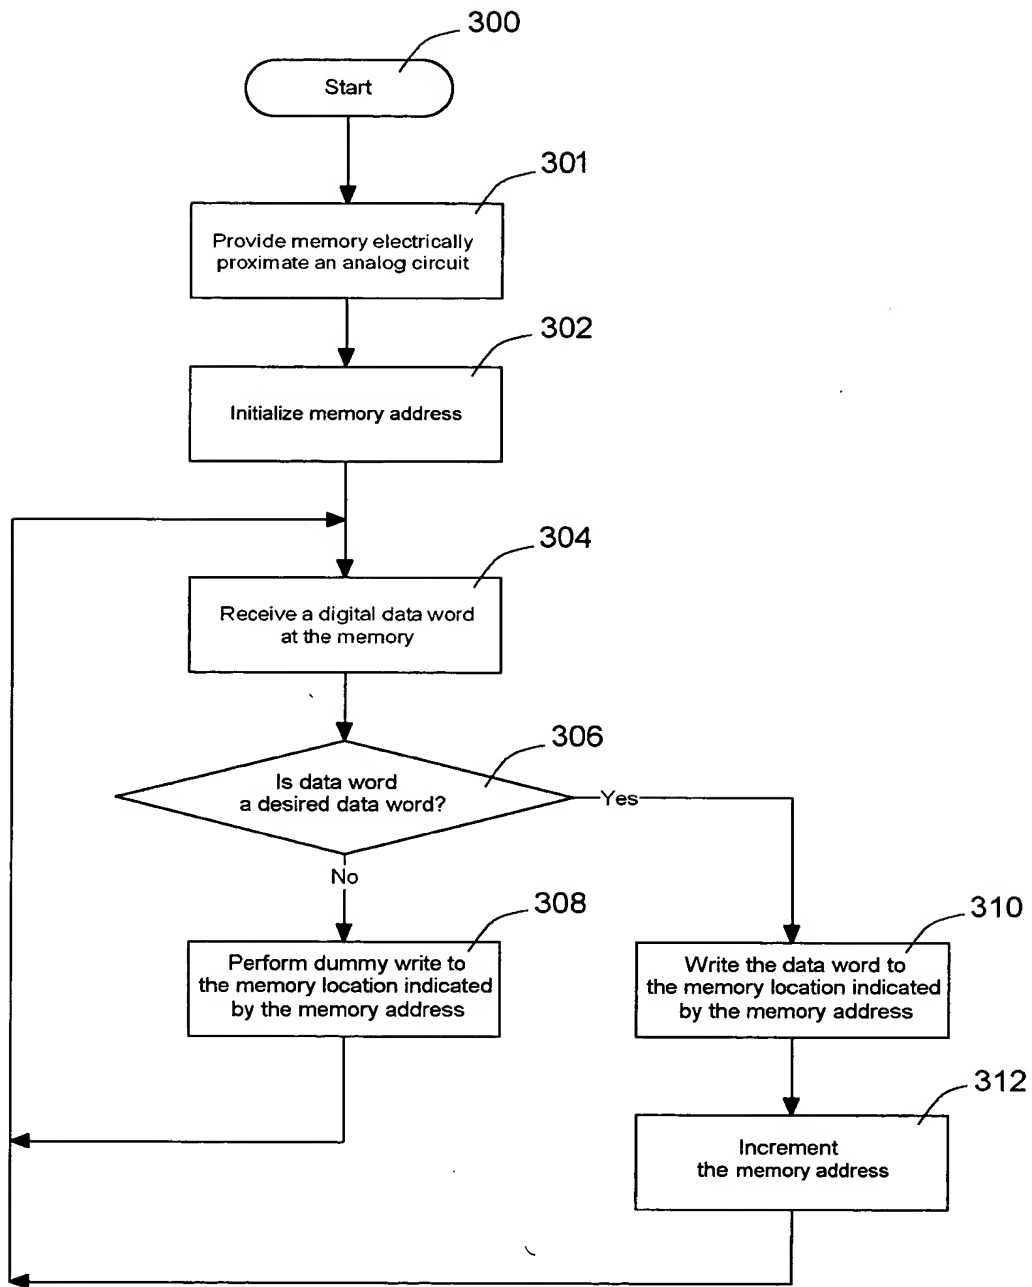 300
Start
301
Provide memory electrically
proximate an analog circuit
302
Initialize memory address
304
Receive a digital data word
at the memory
306
Is data word
a desired data word?
Yes
No
308
Perform dummy write to
the memory location indicated
by the memory address
310
Write the data word to
the memory location indicated
by the memory address
312
Increment
the memory address